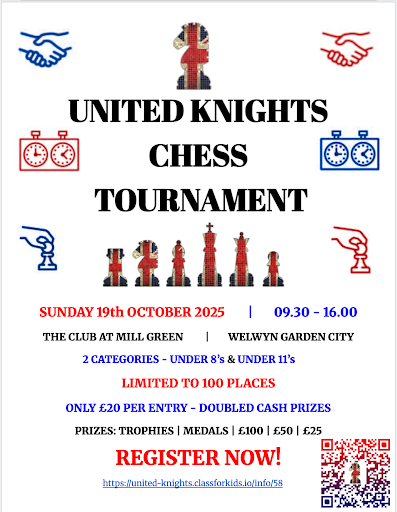 UNITED KNIGHTS
CHESS
TOURNAMENT
SUNDAY 19th OCTOBER 2025 | 09.30 - 16.00
THE CLUB AT MILL GREEN | WELWYN GARDEN CITY
2 CATEGORIES - UNDER 8's & UNDER 11's
LIMITED TO 100 PLACES
ONLY £20 PER ENTRY - DOUBLED CASH PRIZES
PRIZES: TROPHIES | MEDALS | £100 | £50 | £25
REGISTER NOW!
https://united-knights.classforkids.io/info/58